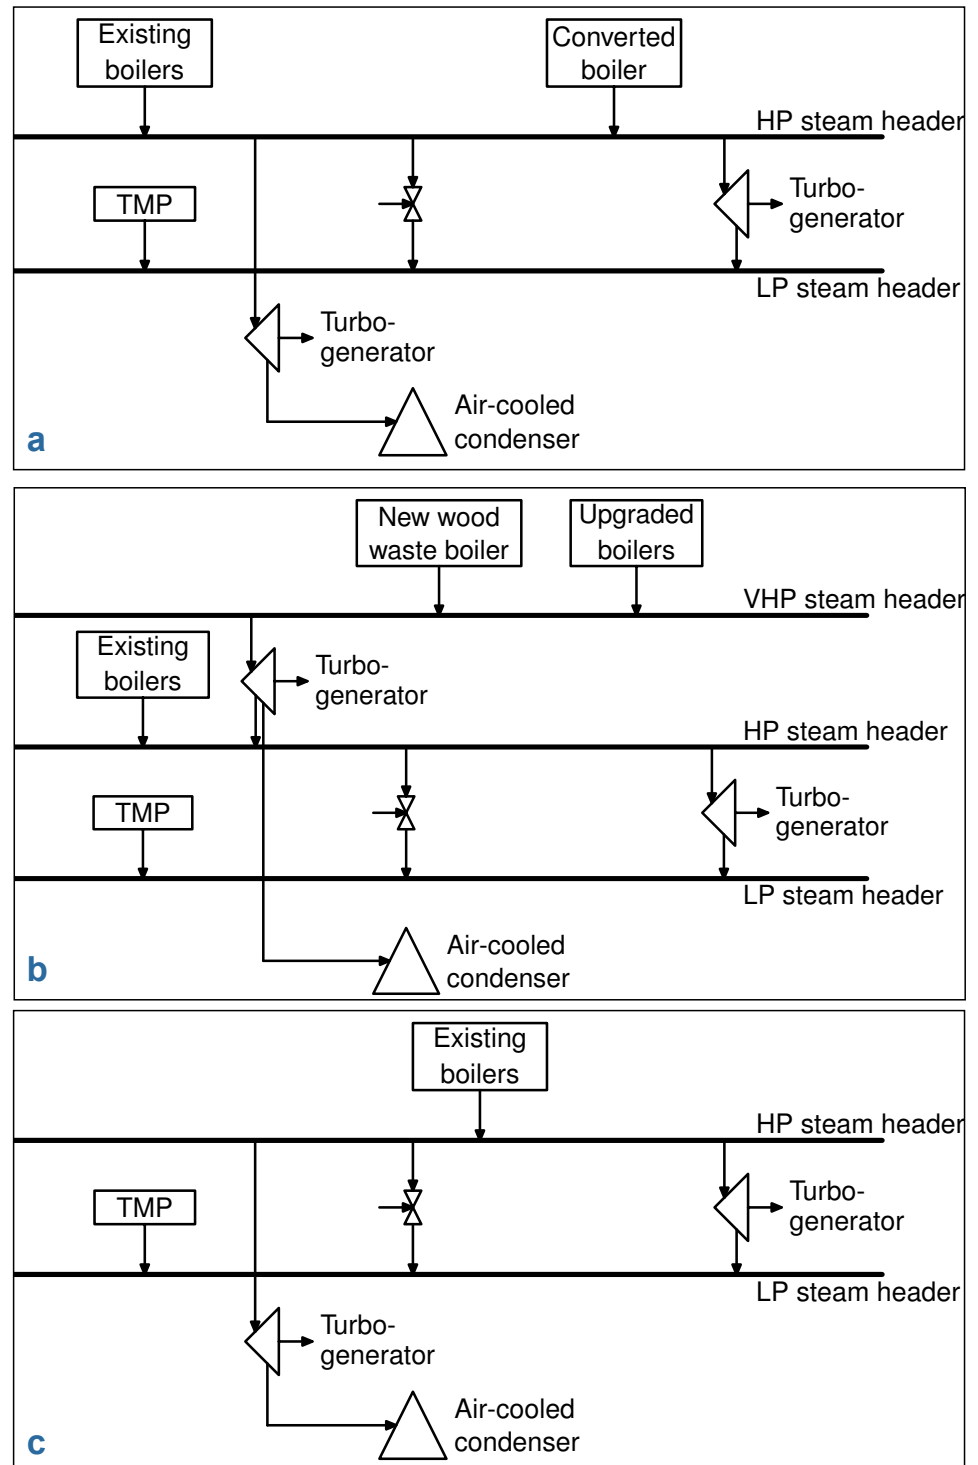 Existing
boilers
Converted
boiler
HP steam header
TMP
Turbo-
generator
LP steam header
Turbo-
generator
Air-cooled
condenser
a
New wood
waste boiler
Upgraded
boilers
VHP steam header
Existing
boilers
Turbo-
generator
HP steam header
TMP
Turbo-
generator
LP steam header
Air-cooled
condenser
b
Existing
boilers
HP steam header
TMP
Turbo-
generator
LP steam header
Turbo-
generator
Air-cooled
condenser
c